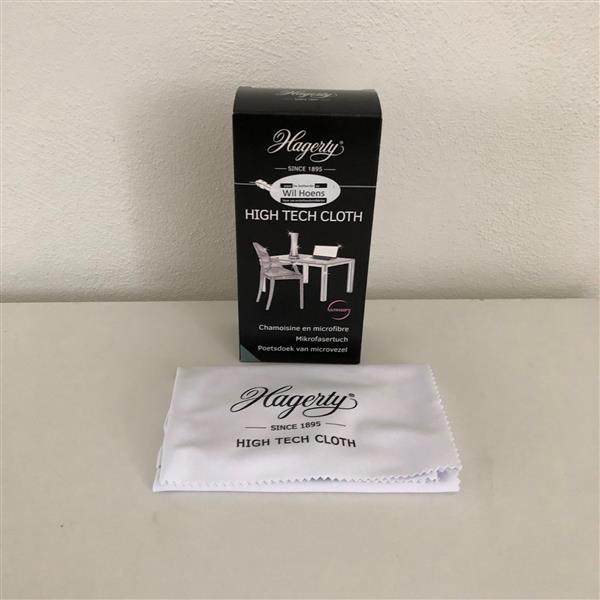 Hagerty
Hagerty®
SINCE 1895
Wil Hoens
HIGH TECH CLOTH
Chamoisine en microfibre
Mikrofasertuch
Poetsdoek van microvezel
Hagerty®
SINCE 1895
HIGH TECH CLOTH